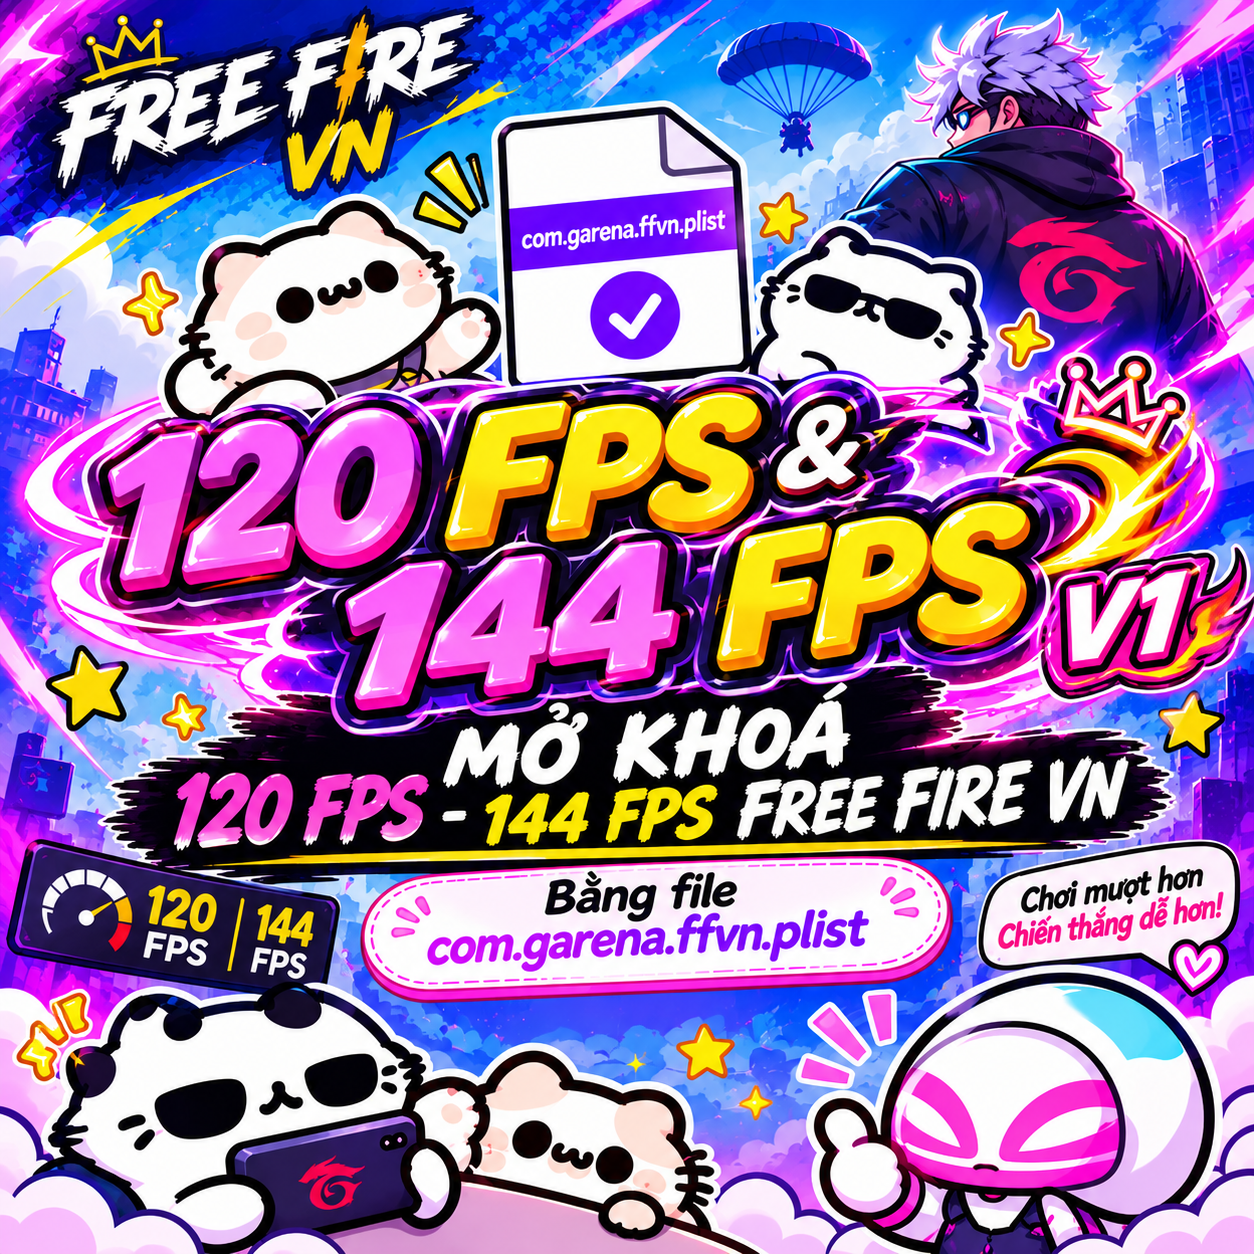 FREE FIRE
VN
com.garena.ffvn.plist
120 FPS &
144 FPS
V1
MỞ KHOÁ
120 FPS - 144 FPS FREE FIRE VN
120 FPS | 144 FPS
Bằng file
com.garena.ffvn.plist
Chơi mượt hơn
Chiến thắng dễ hơn!